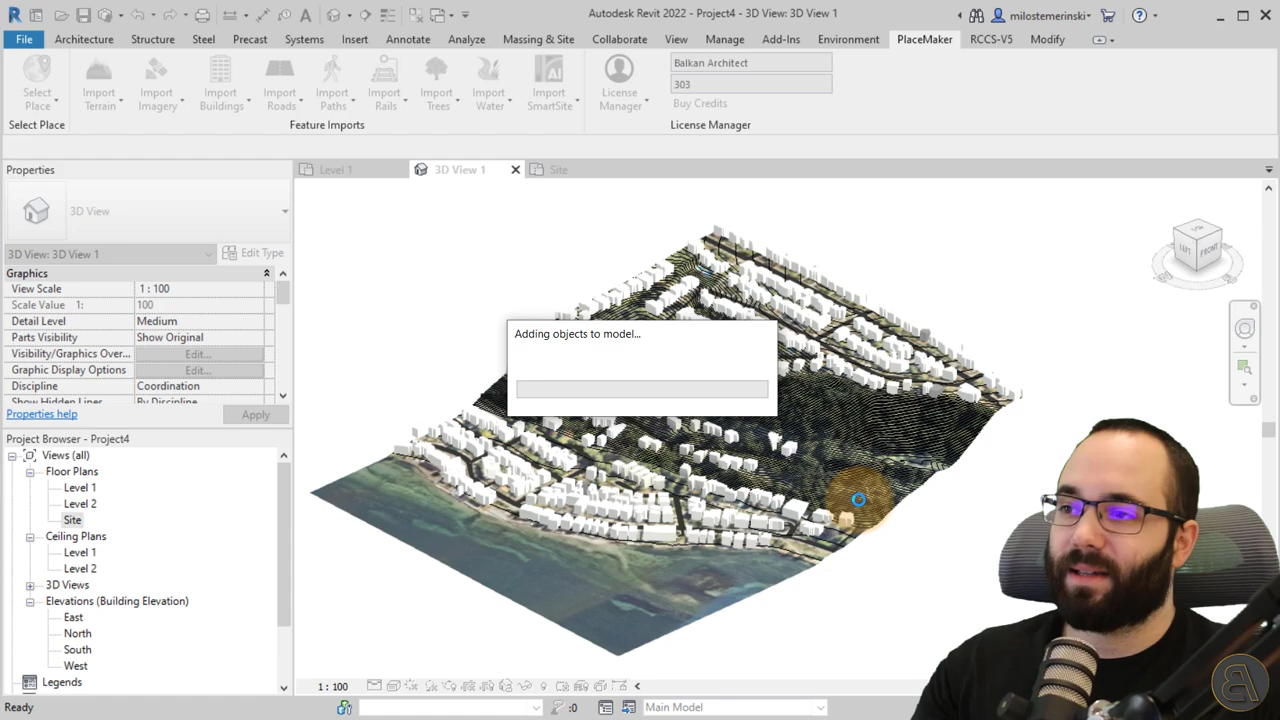 Autodesk Revit 2022 - Project4 - 3D View: 3D View 1
milostemerinski
File
Architecture
Structure
Steel
Precast
Systems
Insert
Annotate
Analyze
Massing & Site
Collaborate
View
Manage
Add-Ins
Environment
PlaceMaker
RCCS-V5
Modify
Select Place
Import Terrain
Import Imagery
Import Buildings
Import Roads
Import Paths
Import Rails
Import Trees
Import Water
Import SmartSite
License Manager
Balkan Architect
303
Buy Credits
Select Place
Feature Imports
License Manager
Properties
Level 1
3D View 1
Site
3D View
3D View: 3D View 1
Edit Type
Graphics
View Scale 1 : 100
Scale Value 1: 100
Detail Level Medium
Parts Visibility Show Original
Visibility/Graphics Over... Edit...
Graphic Display Options Edit...
Discipline Coordination
Show Hidden Lines By Discipline
Properties help
Apply
Project Browser - Project4
Views (all)
Floor Plans
Level 1
Level 2
Site
Ceiling Plans
Level 1
Level 2
3D Views
Elevations (Building Elevation)
East
North
South
West
Legends
Adding objects to model...
LEFT
FRONT
1 : 100
Ready
:0
Main Model